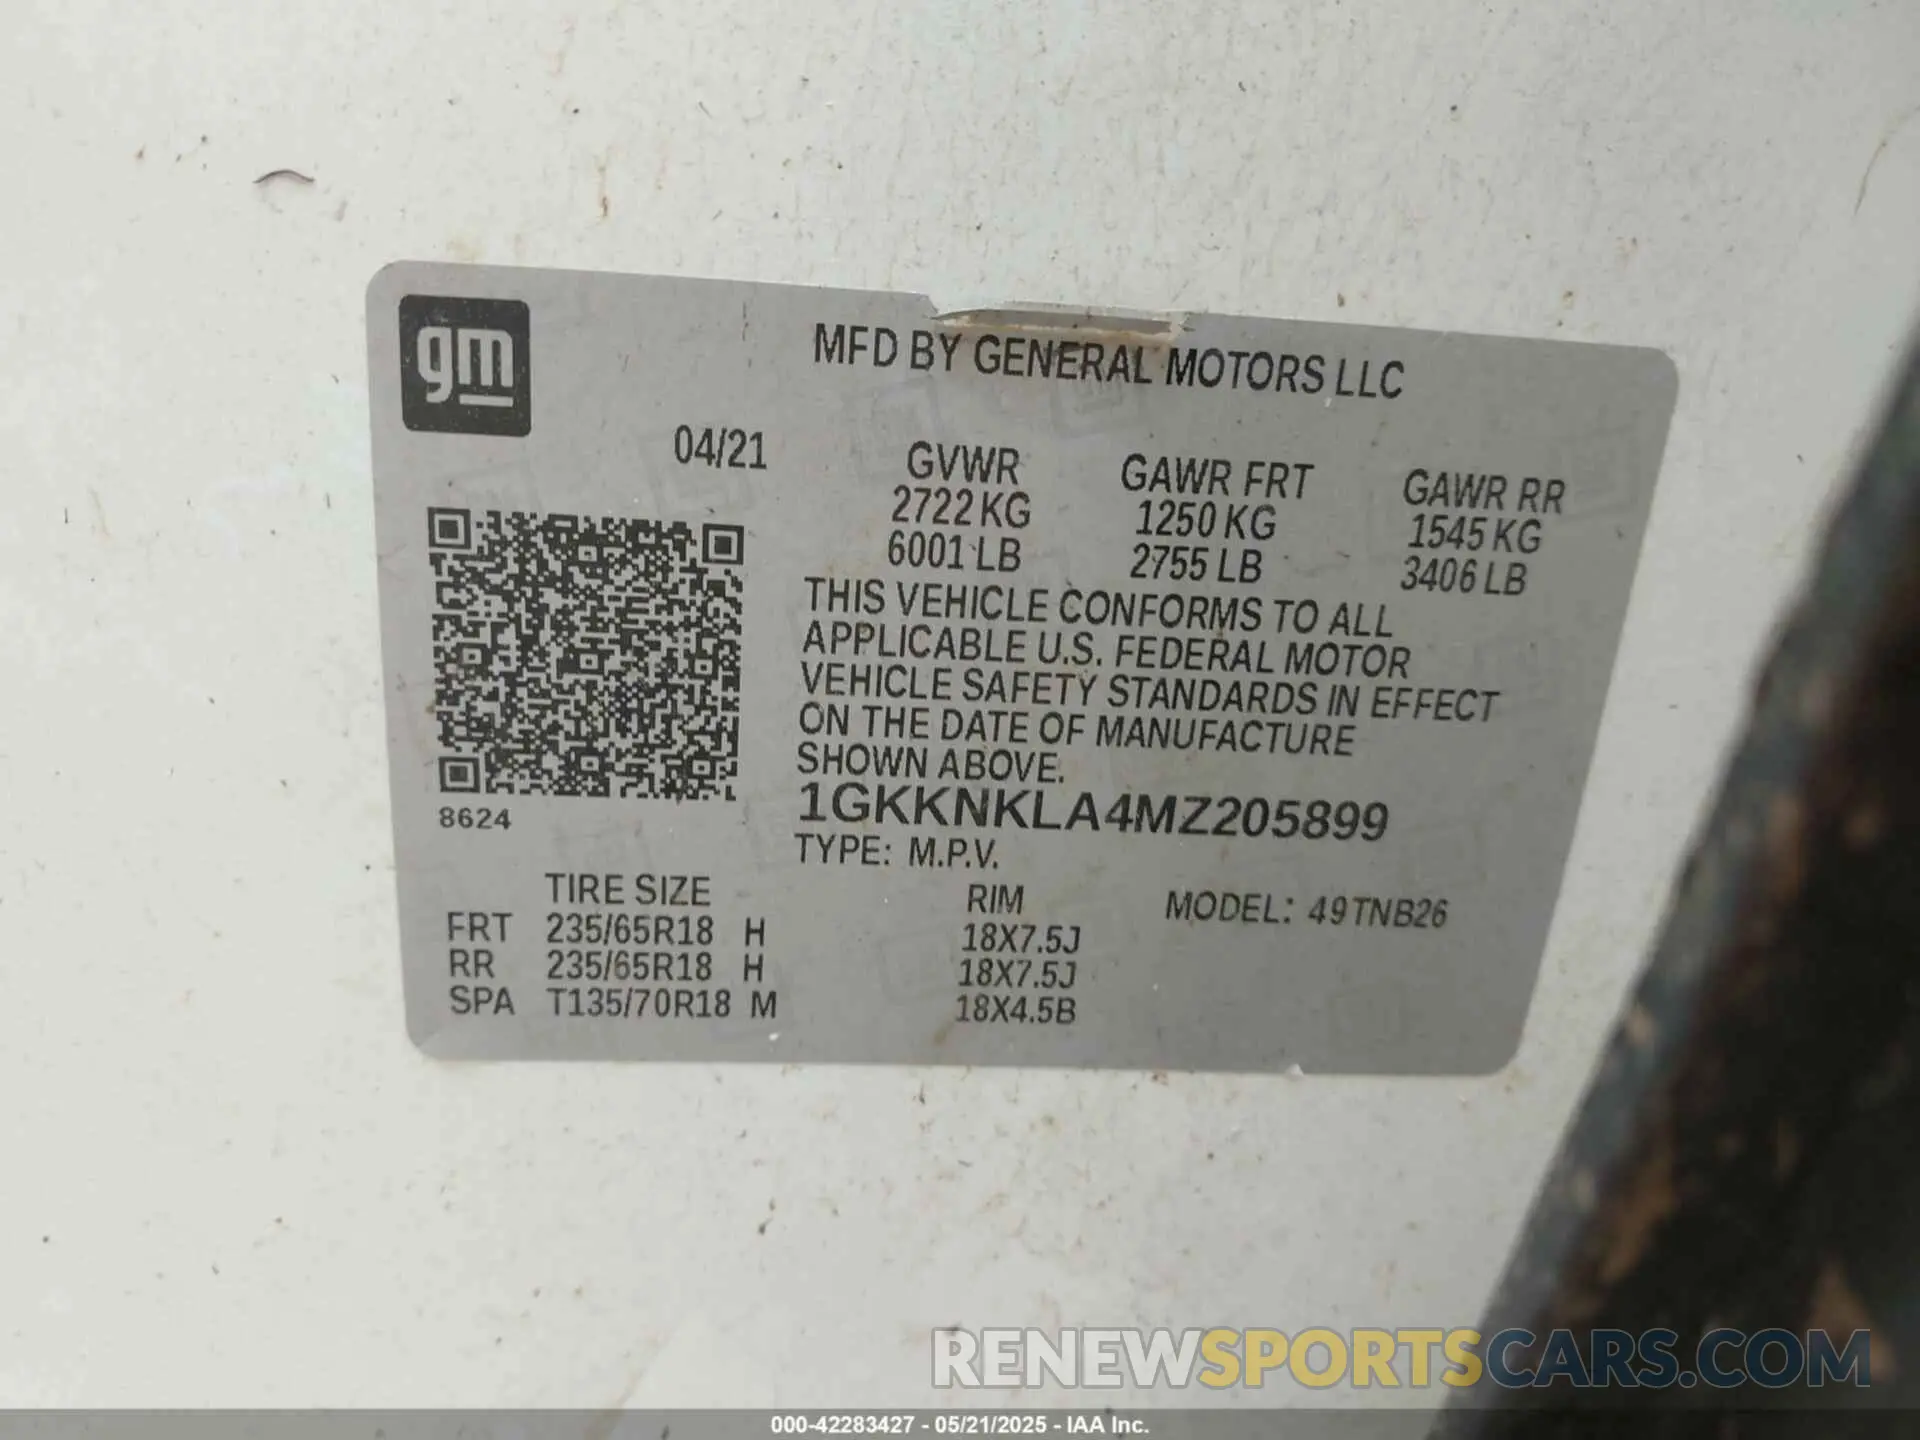 gm
MFD BY GENERAL MOTORS LLC
04/21
GVWR GAWR FRT GAWR RR
2722 KG 1250 KG 1545 KG
6001 LB 2755 LB 3406 LB
THIS VEHICLE CONFORMS TO ALL
APPLICABLE U.S. FEDERAL MOTOR
VEHICLE SAFETY STANDARDS IN EFFECT
ON THE DATE OF MANUFACTURE
SHOWN ABOVE.
1GKKNKLA4MZ205899
8624
TYPE: M.P.V.
TIRE SIZE RIM MODEL: 49TNB26
FRT 235/65R18 H 18X7.5J
RR 235/65R18 H 18X7.5J
SPA T135/70R18 M 18X4.5B
RENEWSPORTSCARS.COM
000-42283427 - 05/21/2025 - IAA Inc.